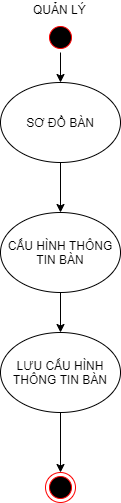 QUẢN LÝ
SƠ ĐỒ BÀN
CẤU HÌNH THÔNG
TIN BÀN
LƯU CẤU HÌNH
THÔNG TIN BÀN